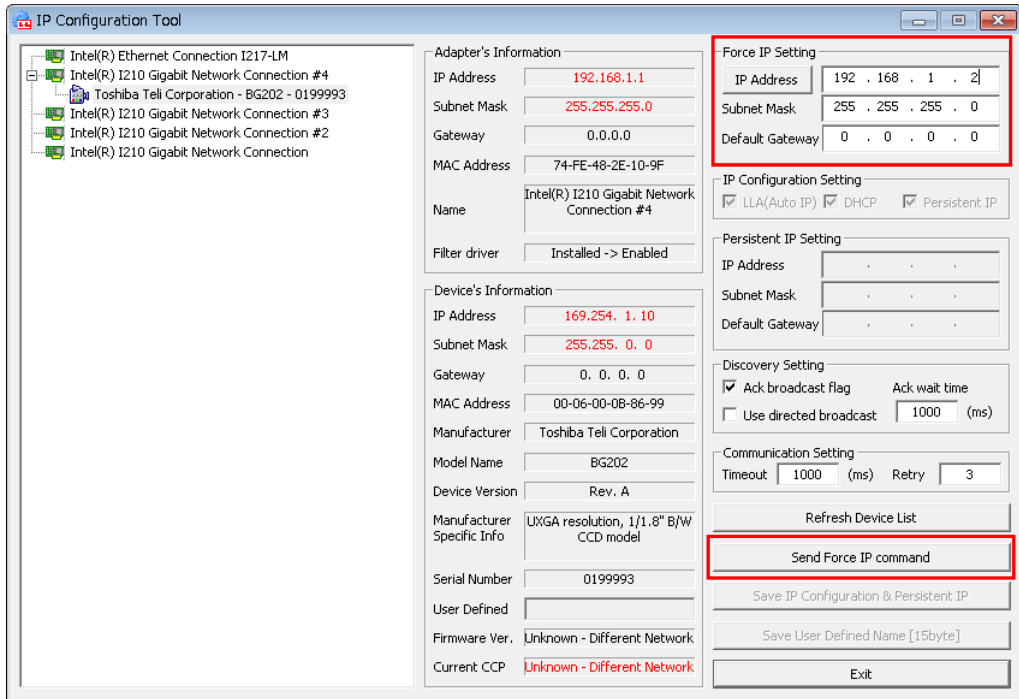 IP Configuration Tool
Intel(R) Ethernet Connection I217-LM
Intel(R) I210 Gigabit Network Connection #4
Toshiba Teli Corporation - BG202 - 0199993
Intel(R) I210 Gigabit Network Connection #3
Intel(R) I210 Gigabit Network Connection #2
Intel(R) I210 Gigabit Network Connection
Adapter's Information
IP Address 192.168.1.1
Subnet Mask 255.255.255.0
Gateway 0.0.0.0
MAC Address 74-FE-48-2E-10-9F
Name Intel(R) I210 Gigabit Network
Connection #4
Filter driver Installed -> Enabled
Device's Information
IP Address 169.254. 1. 10
Subnet Mask 255.255. 0. 0
Gateway 0. 0. 0. 0
MAC Address 00-06-00-0B-86-99
Manufacturer Toshiba Teli Corporation
Model Name BG202
Device Version Rev. A
Manufacturer UXGA resolution, 1/1.8" B/W
Specific Info CCD model
Serial Number 0199993
User Defined
Firmware Ver. Unknown - Different Network
Current CCP Unknown - Different Network
Force IP Setting
IP Address 192 . 168 . 1 . 2
Subnet Mask 255 . 255 . 255 . 0
Default Gateway 0 . 0 . 0 . 0
IP Configuration Setting
LLA(Auto IP) DHCP Persistent IP
Persistent IP Setting
IP Address . . .
Subnet Mask . . .
Default Gateway . . .
Discovery Setting
Ack broadcast flag Ack wait time
Use directed broadcast 1000 (ms)
Communication Setting
Timeout 1000 (ms) Retry 3
Refresh Device List
Send Force IP command
Save IP Configuration & Persistent IP
Save User Defined Name [15byte]
Exit